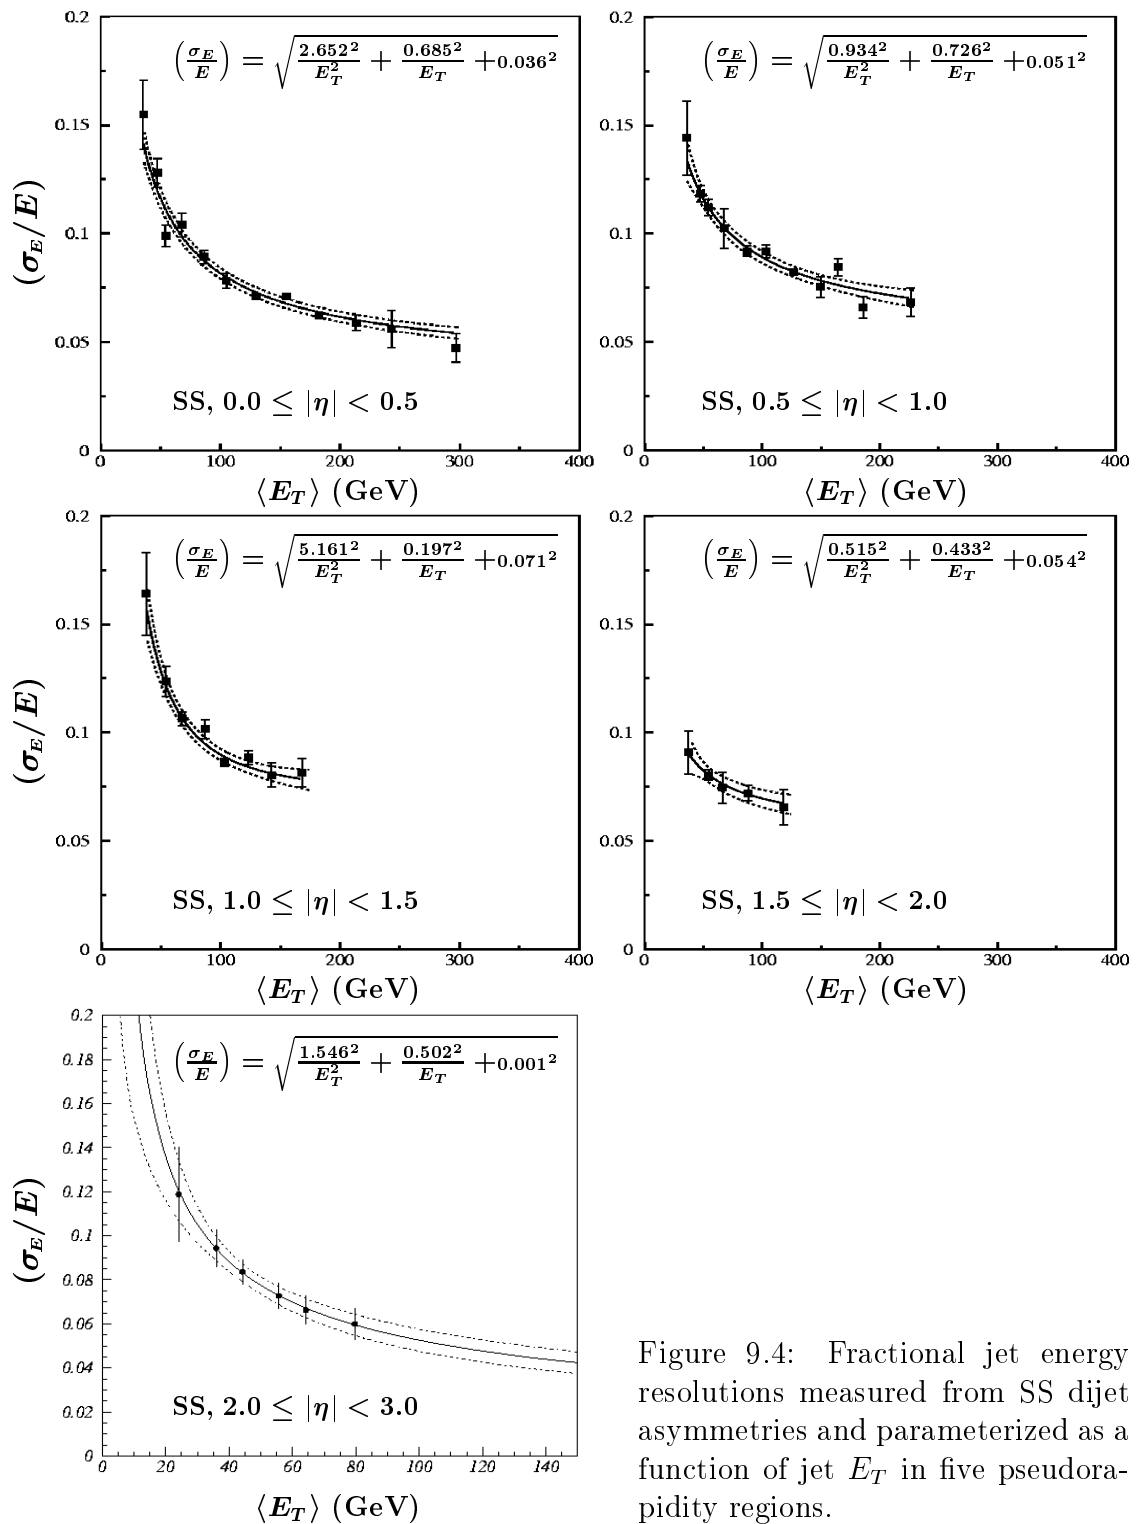 0.2
(σ_E/E) = √(2.652²/E_T² + 0.685²/E_T + 0.036²)
0.15
(σ_E/E)
0.1
0.05
SS, 0.0 ≤ |η| < 0.5
0
0 100 200 300 400
⟨E_T⟩ (GeV)
0.2
(σ_E/E) = √(0.934²/E_T² + 0.726²/E_T + 0.051²)
0.15
0.1
0.05
SS, 0.5 ≤ |η| < 1.0
0
0 100 200 300 400
⟨E_T⟩ (GeV)
0.2
(σ_E/E) = √(5.161²/E_T² + 0.197²/E_T + 0.071²)
0.15
(σ_E/E)
0.1
0.05
SS, 1.0 ≤ |η| < 1.5
0
0 100 200 300 400
⟨E_T⟩ (GeV)
0.2
(σ_E/E) = √(0.515²/E_T² + 0.433²/E_T + 0.054²)
0.15
0.1
0.05
SS, 1.5 ≤ |η| < 2.0
0
0 100 200 300 400
⟨E_T⟩ (GeV)
0.2
(σ_E/E) = √(1.546²/E_T² + 0.502²/E_T + 0.001²)
0.18
0.16
0.14
0.12
(σ_E/E)
0.1
0.08
0.06
0.04
0.02
SS, 2.0 ≤ |η| < 3.0
0
0 20 40 60 80 100 120 140
⟨E_T⟩ (GeV)
Figure 9.4: Fractional jet energy
resolutions measured from SS dijet
asymmetries and parameterized as a
function of jet E_T in five pseudora-
pidity regions.